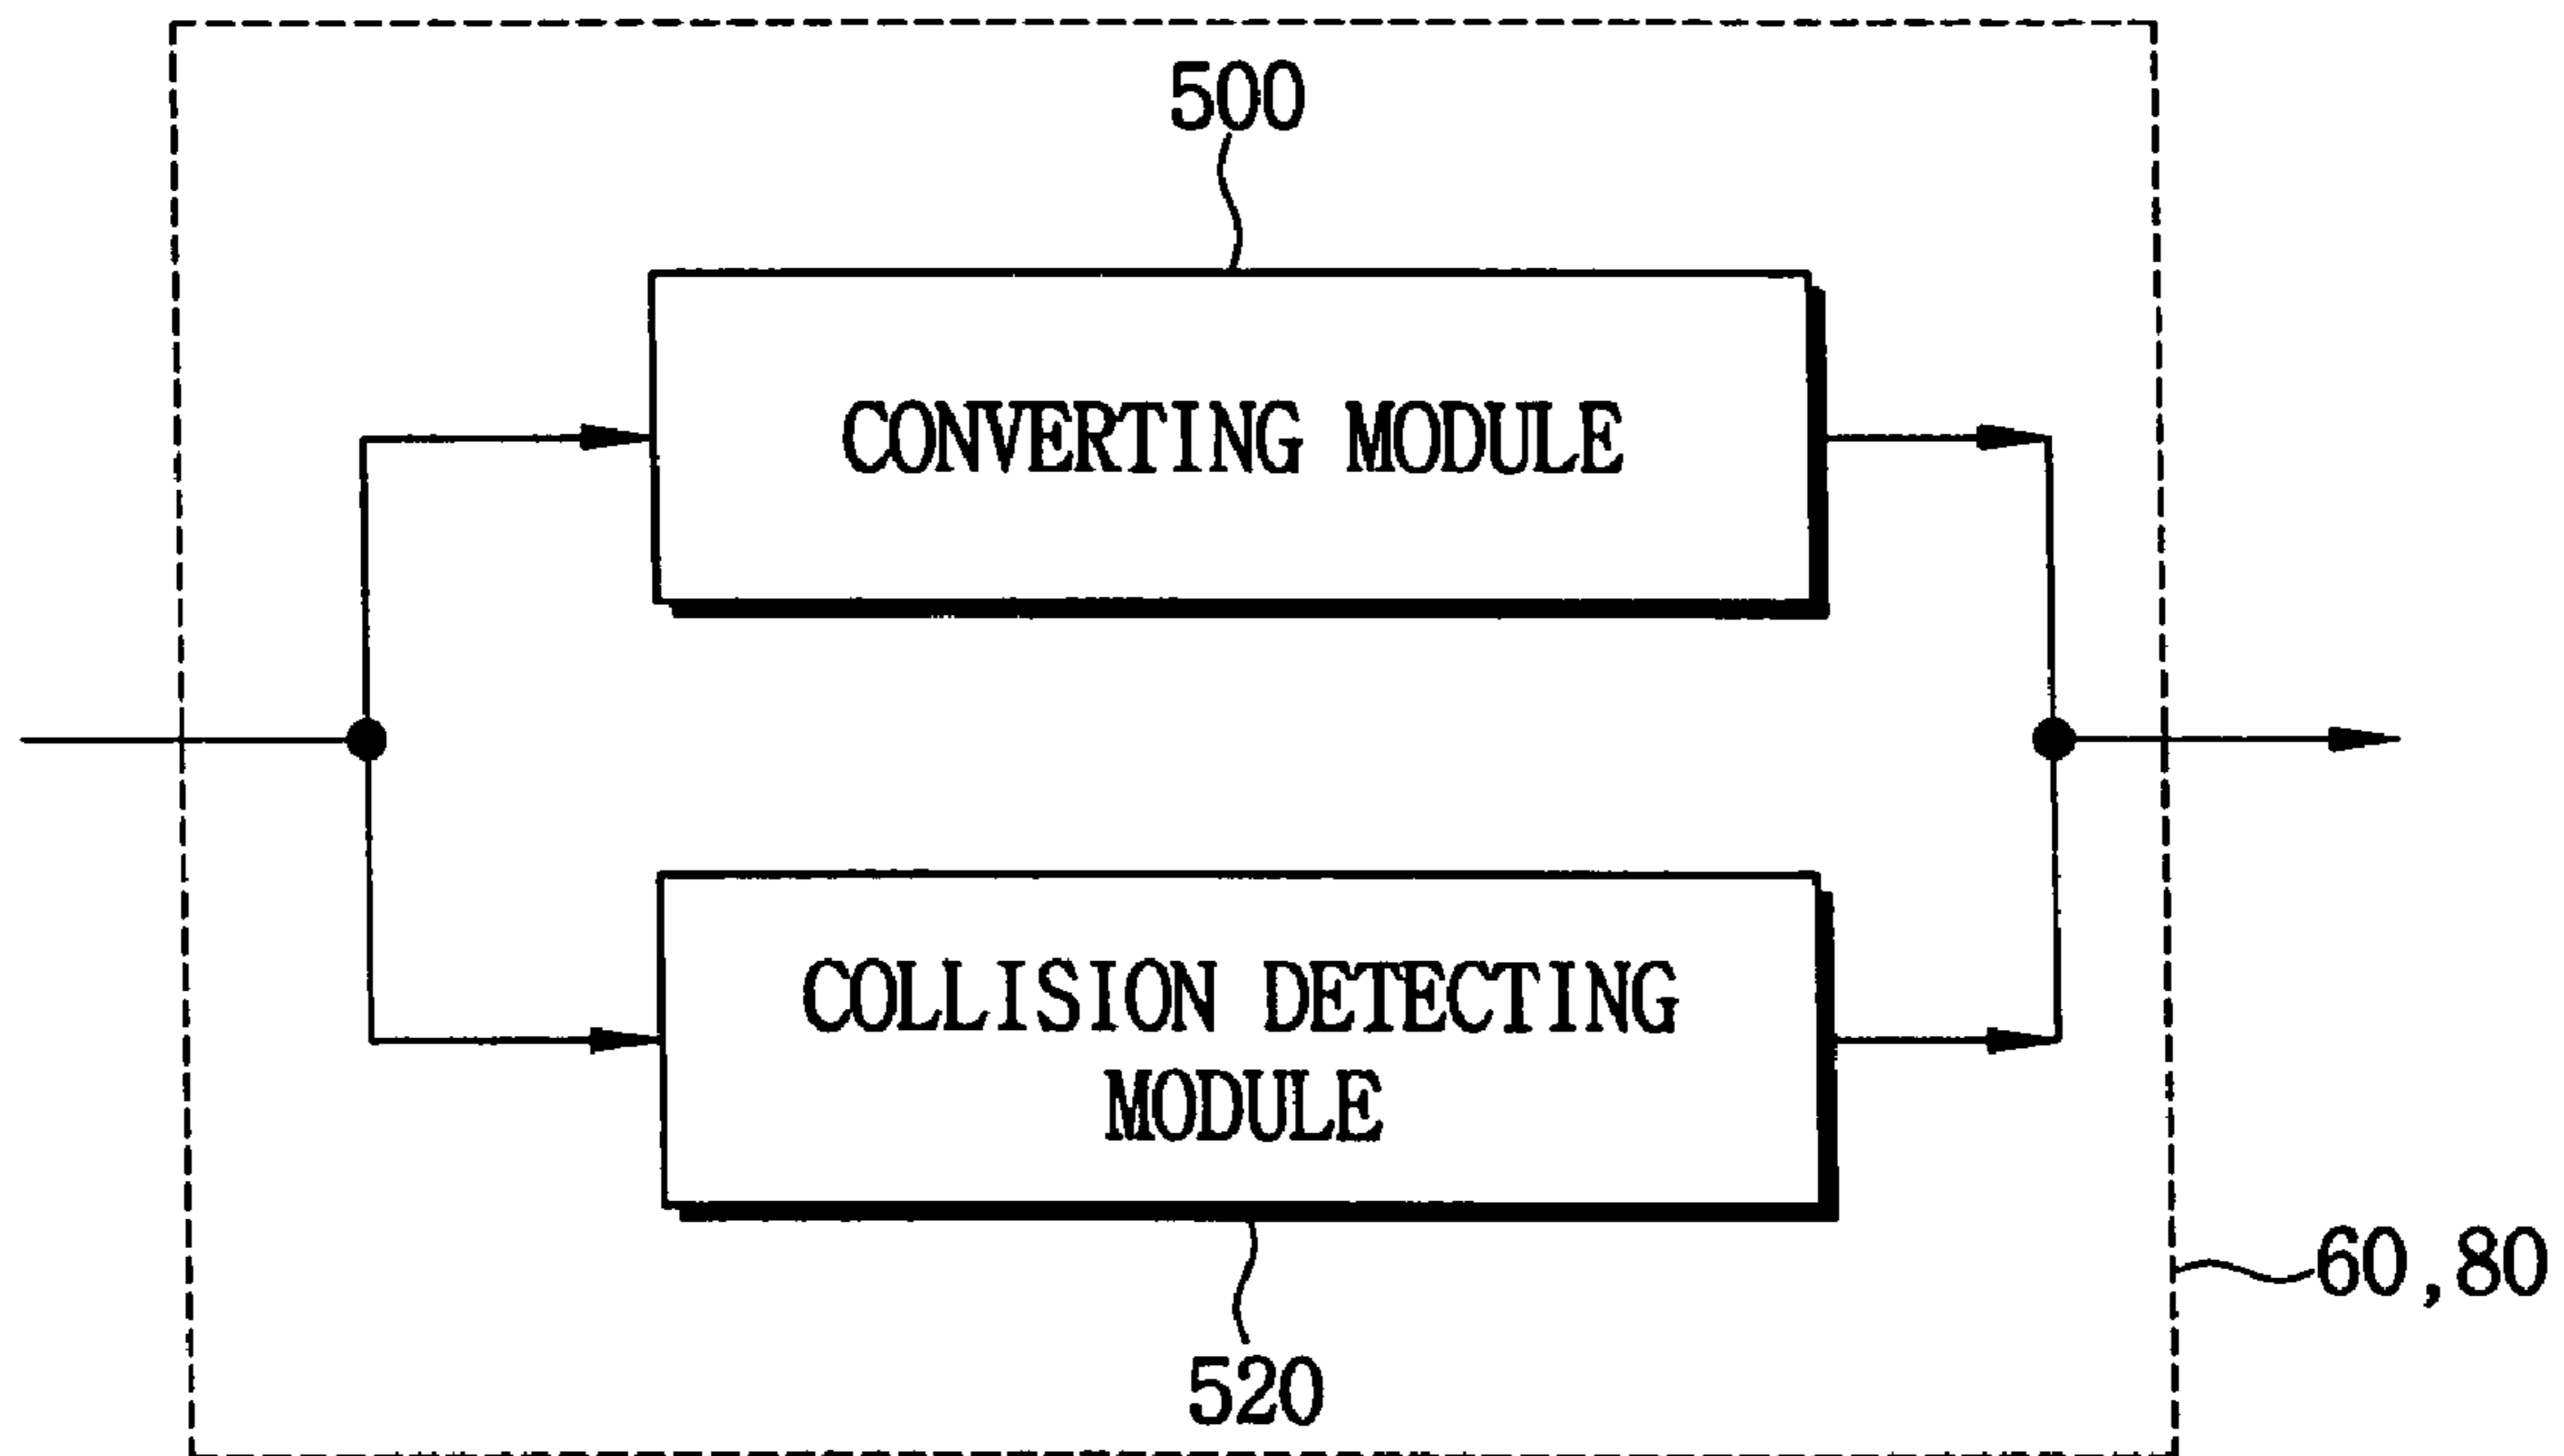 500
CONVERTING MODULE
COLLISION DETECTING
MODULE
60,80
520